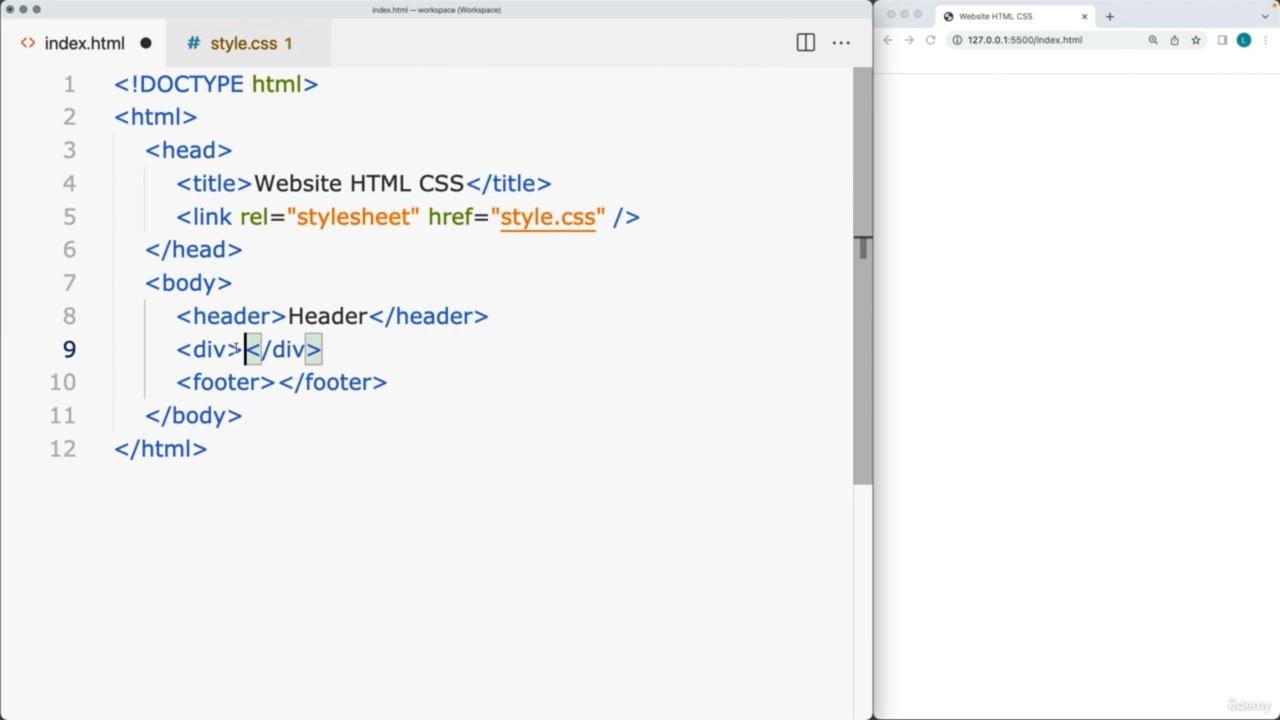 index.html — workspace (Workspace)
<> index.html ● # style.css 1 ...
1 <!DOCTYPE html>
2 <html>
3 <head>
4 <title>Website HTML CSS</title>
5 <link rel="stylesheet" href="style.css" />
6 </head>
7 <body>
8 <header>Header</header>
9 <div></div>
10 <footer></footer>
11 </body>
12 </html>
Website HTML CSS
127.0.0.1:5500/index.html
L
ûdemy